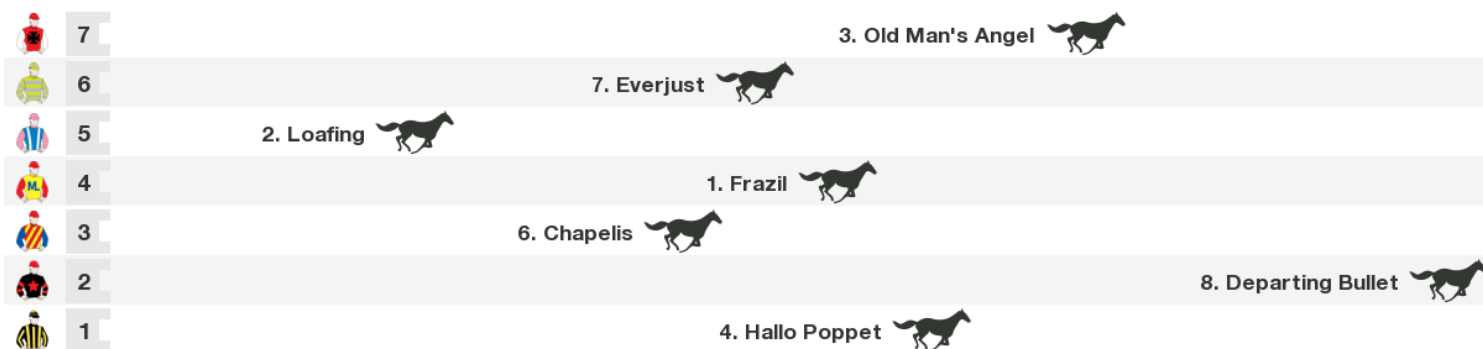 7 3. Old Man's Angel
6 7. Everjust
5 2. Loafing
ML
4 1. Frazil
3 6. Chapelis
2 8. Departing Bullet
1 4. Hallo Poppet